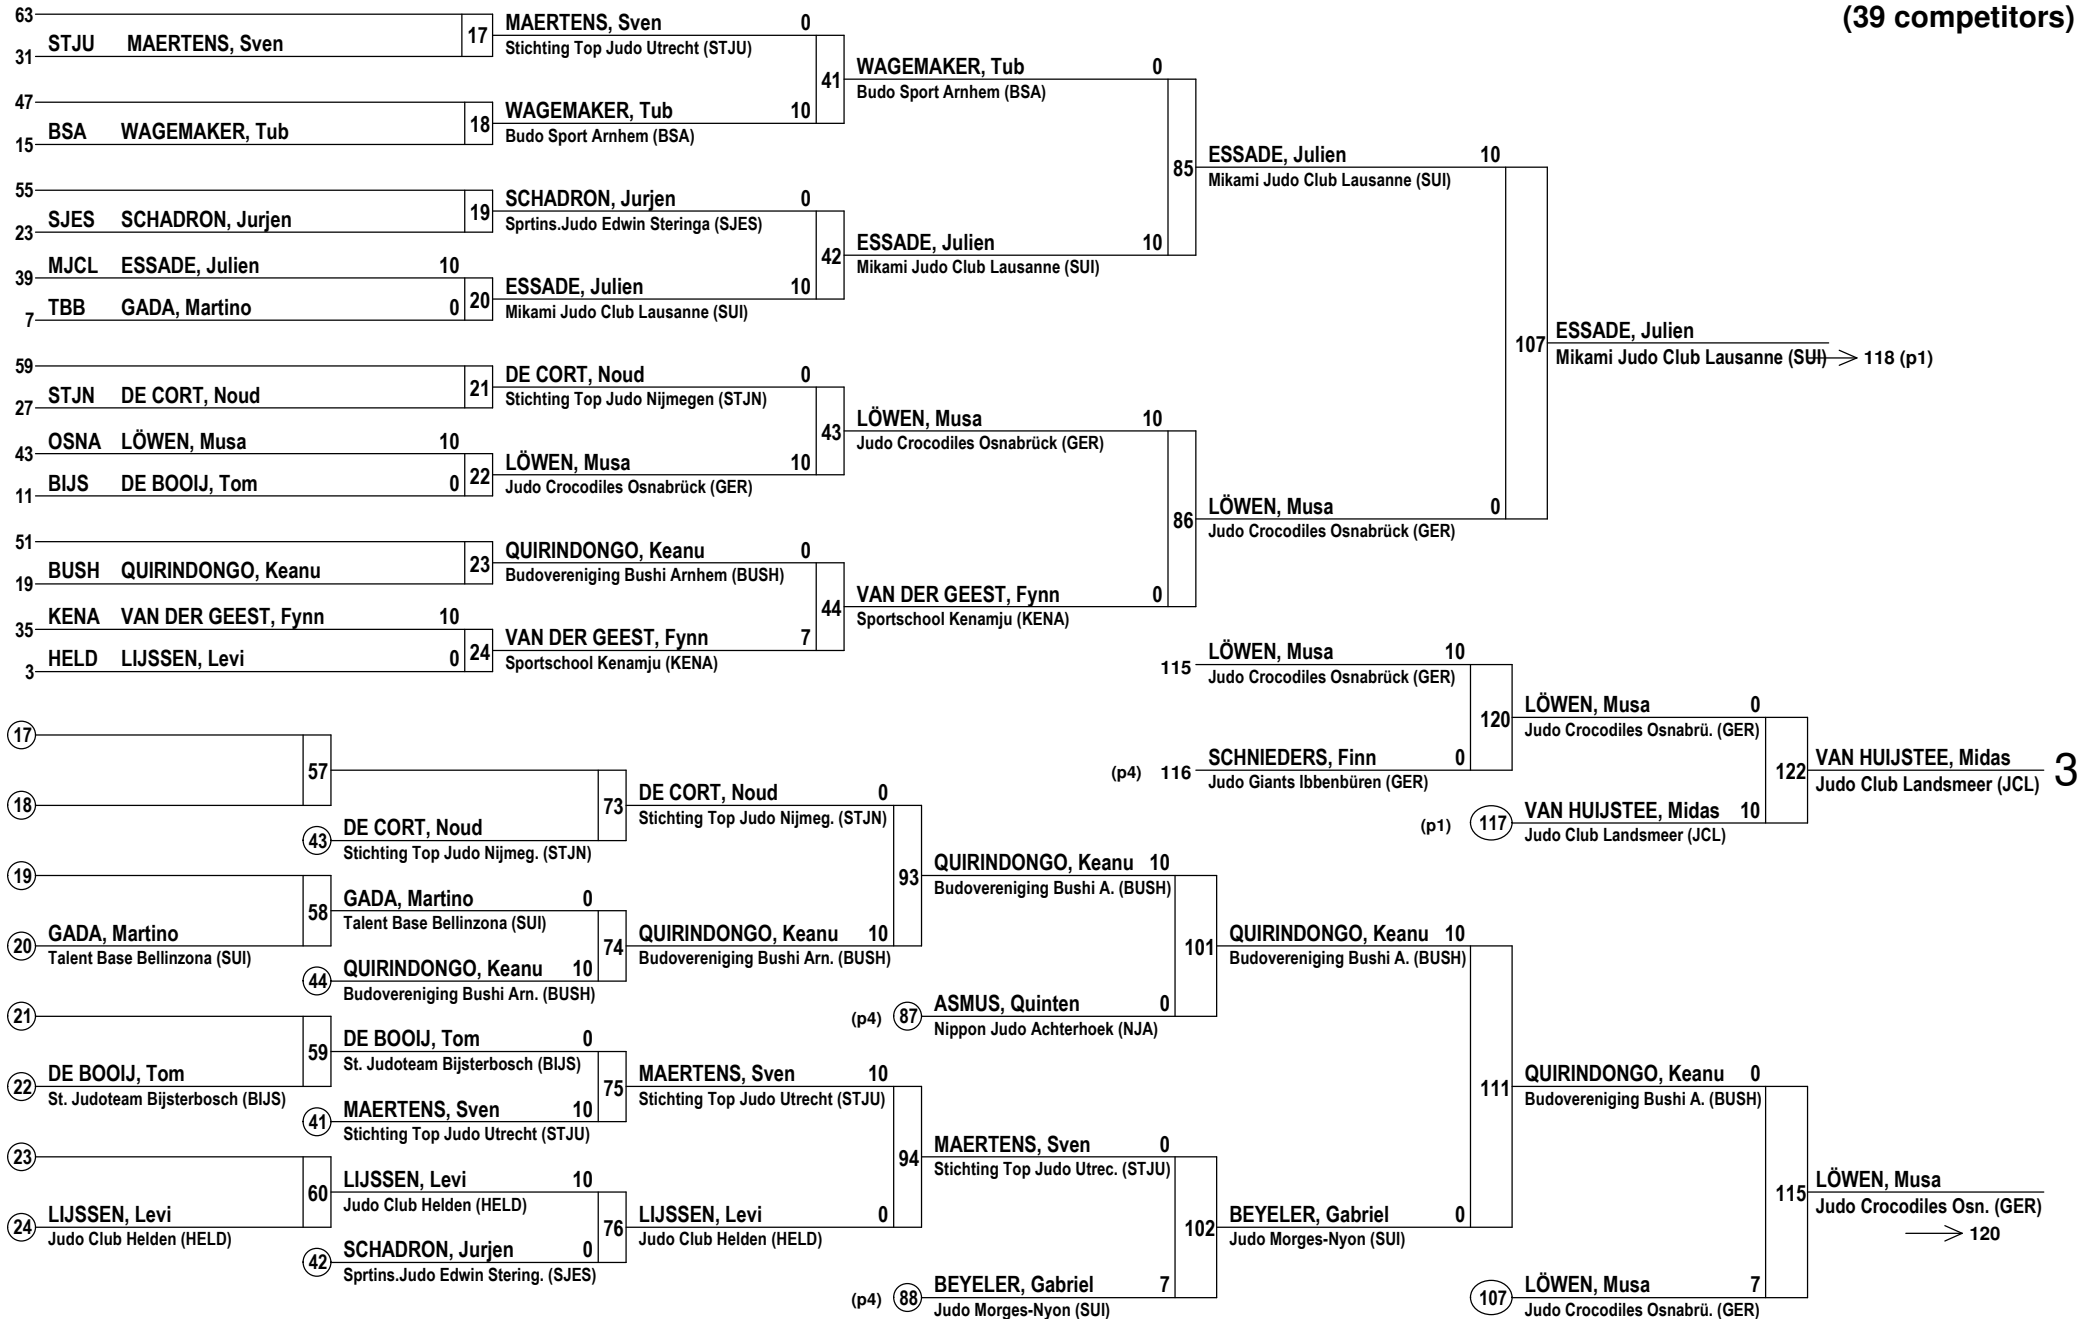 (39 competitors)
63
STJU MAERTENS, Sven
31
17
MAERTENS, Sven 0
Stichting Top Judo Utrecht (STJU)
47
BSA WAGEMAKER, Tub
15
18
WAGEMAKER, Tub 10
Budo Sport Arnhem (BSA)
41
WAGEMAKER, Tub 0
Budo Sport Arnhem (BSA)
55
SJES SCHADRON, Jurjen
23
19
SCHADRON, Jurjen 0
Sprtins.Judo Edwin Steringa (SJES)
MJCL ESSADE, Julien 10
39
TBB GADA, Martino 0
7
20
ESSADE, Julien 10
Mikami Judo Club Lausanne (SUI)
42
ESSADE, Julien 10
Mikami Judo Club Lausanne (SUI)
85
ESSADE, Julien 10
Mikami Judo Club Lausanne (SUI)
59
STJN DE CORT, Noud
27
21
DE CORT, Noud 0
Stichting Top Judo Nijmegen (STJN)
OSNA LÖWEN, Musa 10
43
BIJS DE BOOIJ, Tom 0
11
22
LÖWEN, Musa 10
Judo Crocodiles Osnabrück (GER)
43
LÖWEN, Musa 10
Judo Crocodiles Osnabrück (GER)
51
BUSH QUIRINDONGO, Keanu
19
23
QUIRINDONGO, Keanu 0
Budovereniging Bushi Arnhem (BUSH)
KENA VAN DER GEEST, Fynn 10
35
HELD LIJSSEN, Levi 0
3
24
VAN DER GEEST, Fynn 7
Sportschool Kenamju (KENA)
44
VAN DER GEEST, Fynn 0
Sportschool Kenamju (KENA)
86
LÖWEN, Musa 0
Judo Crocodiles Osnabrück (GER)
107
ESSADE, Julien
Mikami Judo Club Lausanne (SUI) 118 (p1)
115
LÖWEN, Musa 10
Judo Crocodiles Osnabrück (GER)
(p4) 116
SCHNIEDERS, Finn 0
Judo Giants Ibbenbüren (GER)
120
LÖWEN, Musa 0
Judo Crocodiles Osnabrü. (GER)
(p1) 117
VAN HUIJSTEE, Midas 10
Judo Club Landsmeer (JCL)
122
VAN HUIJSTEE, Midas
Judo Club Landsmeer (JCL)
3
17
18
57
43
DE CORT, Noud
Stichting Top Judo Nijmeg. (STJN)
73
DE CORT, Noud 0
Stichting Top Judo Nijmeg. (STJN)
19
20
GADA, Martino
Talent Base Bellinzona (SUI)
58
GADA, Martino 0
Talent Base Bellinzona (SUI)
44
QUIRINDONGO, Keanu 10
Budovereniging Bushi Arn. (BUSH)
74
QUIRINDONGO, Keanu 10
Budovereniging Bushi Arn. (BUSH)
93
QUIRINDONGO, Keanu 10
Budovereniging Bushi A. (BUSH)
(p4) 87
ASMUS, Quinten 0
Nippon Judo Achterhoek (NJA)
101
QUIRINDONGO, Keanu 10
Budovereniging Bushi A. (BUSH)
21
22
DE BOOIJ, Tom
St. Judoteam Bijsterbosch (BIJS)
59
DE BOOIJ, Tom 0
St. Judoteam Bijsterbosch (BIJS)
41
MAERTENS, Sven 10
Stichting Top Judo Utrecht (STJU)
75
MAERTENS, Sven 10
Stichting Top Judo Utrecht (STJU)
23
24
LIJSSEN, Levi
Judo Club Helden (HELD)
60
LIJSSEN, Levi 10
Judo Club Helden (HELD)
42
SCHADRON, Jurjen 0
Sprtins.Judo Edwin Stering. (SJES)
76
LIJSSEN, Levi 0
Judo Club Helden (HELD)
94
MAERTENS, Sven 0
Stichting Top Judo Utrec. (STJU)
(p4) 88
BEYELER, Gabriel 7
Judo Morges-Nyon (SUI)
102
BEYELER, Gabriel 0
Judo Morges-Nyon (SUI)
111
QUIRINDONGO, Keanu 0
Budovereniging Bushi A. (BUSH)
107
LÖWEN, Musa 7
Judo Crocodiles Osnabrü. (GER)
115
LÖWEN, Musa
Judo Crocodiles Osn. (GER)
120